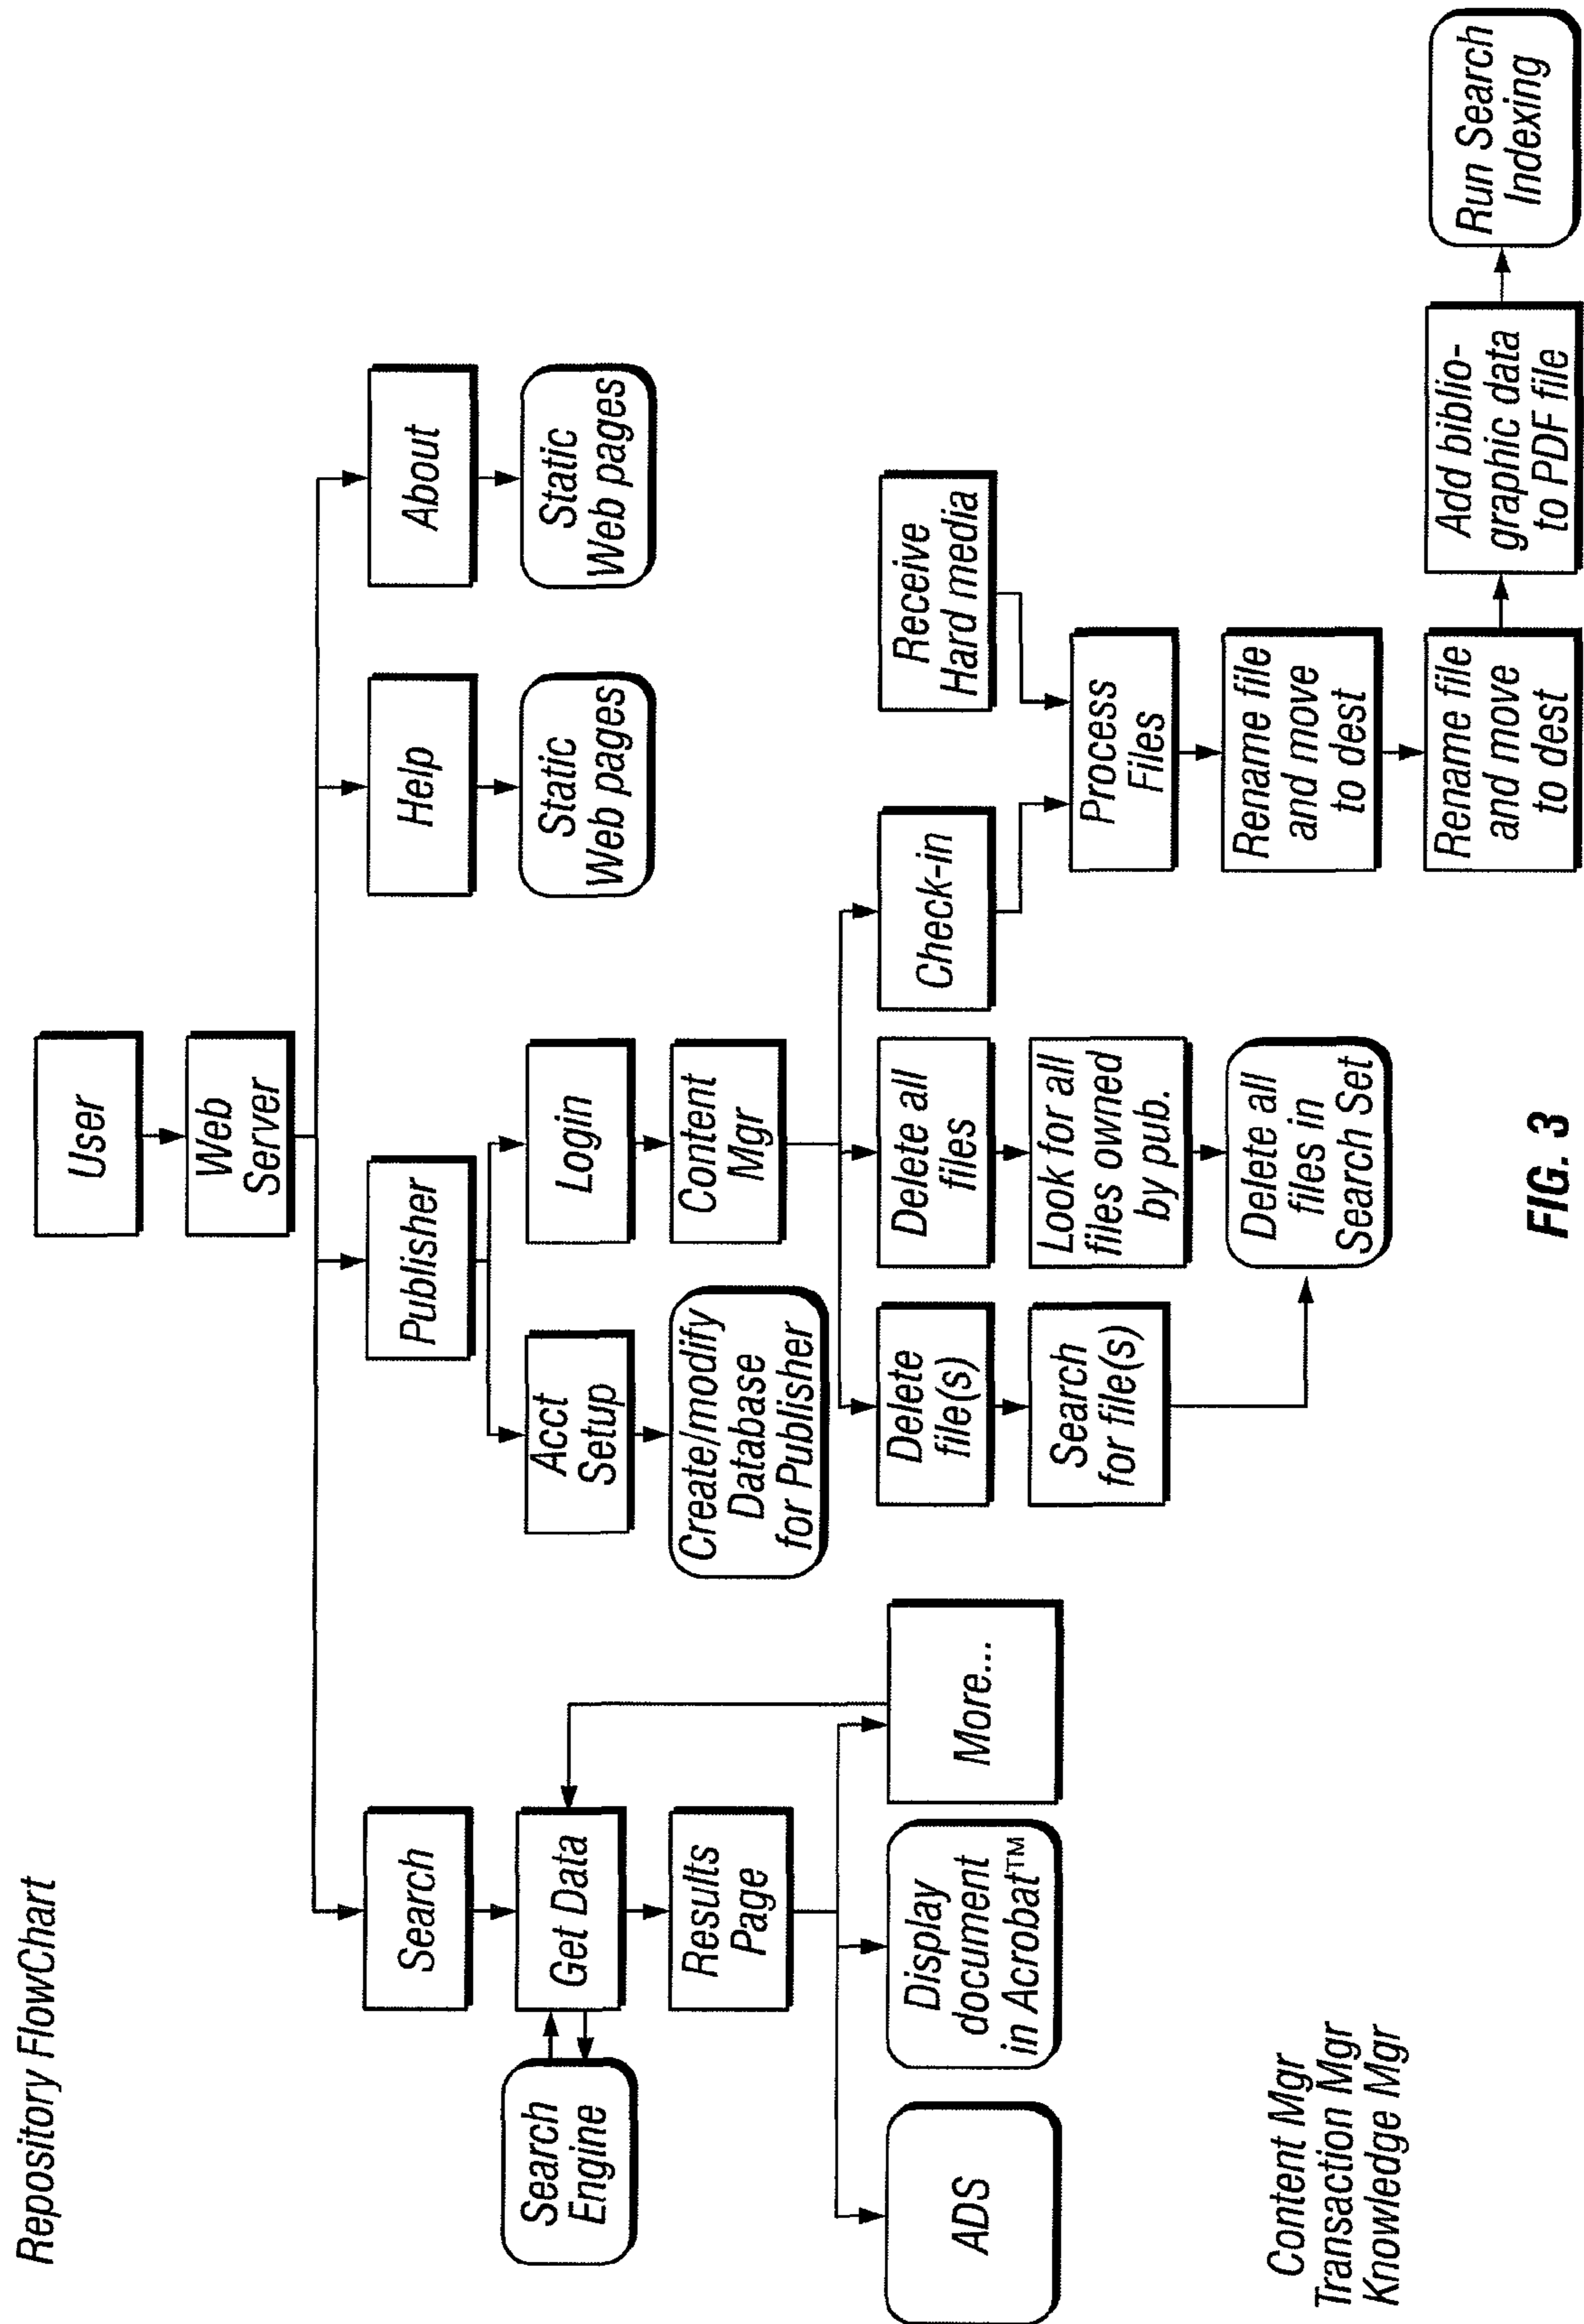 Repository FlowChart
User
Web
Server
Search
Publisher
Help
About
Search
Engine
Get Data
Acct
Setup
Login
Static
Web pages
Static
Web pages
Results
Page
Create/modify
Database
for Publisher
Content
Mgr
ADS
Display
document
in Acrobat™
More...
Delete
file(s)
Delete all
files
Check-in
Receive
Hard media
Search
for file(s)
Look for all
files owned
by pub.
Process
Files
Delete all
files in
Search Set
Rename file
and move
to dest
Content Mgr
Transaction Mgr
Knowledge Mgr
Rename file
and move
to dest
Add biblio-
graphic data
to PDF file
Run Search
Indexing
FIG. 3